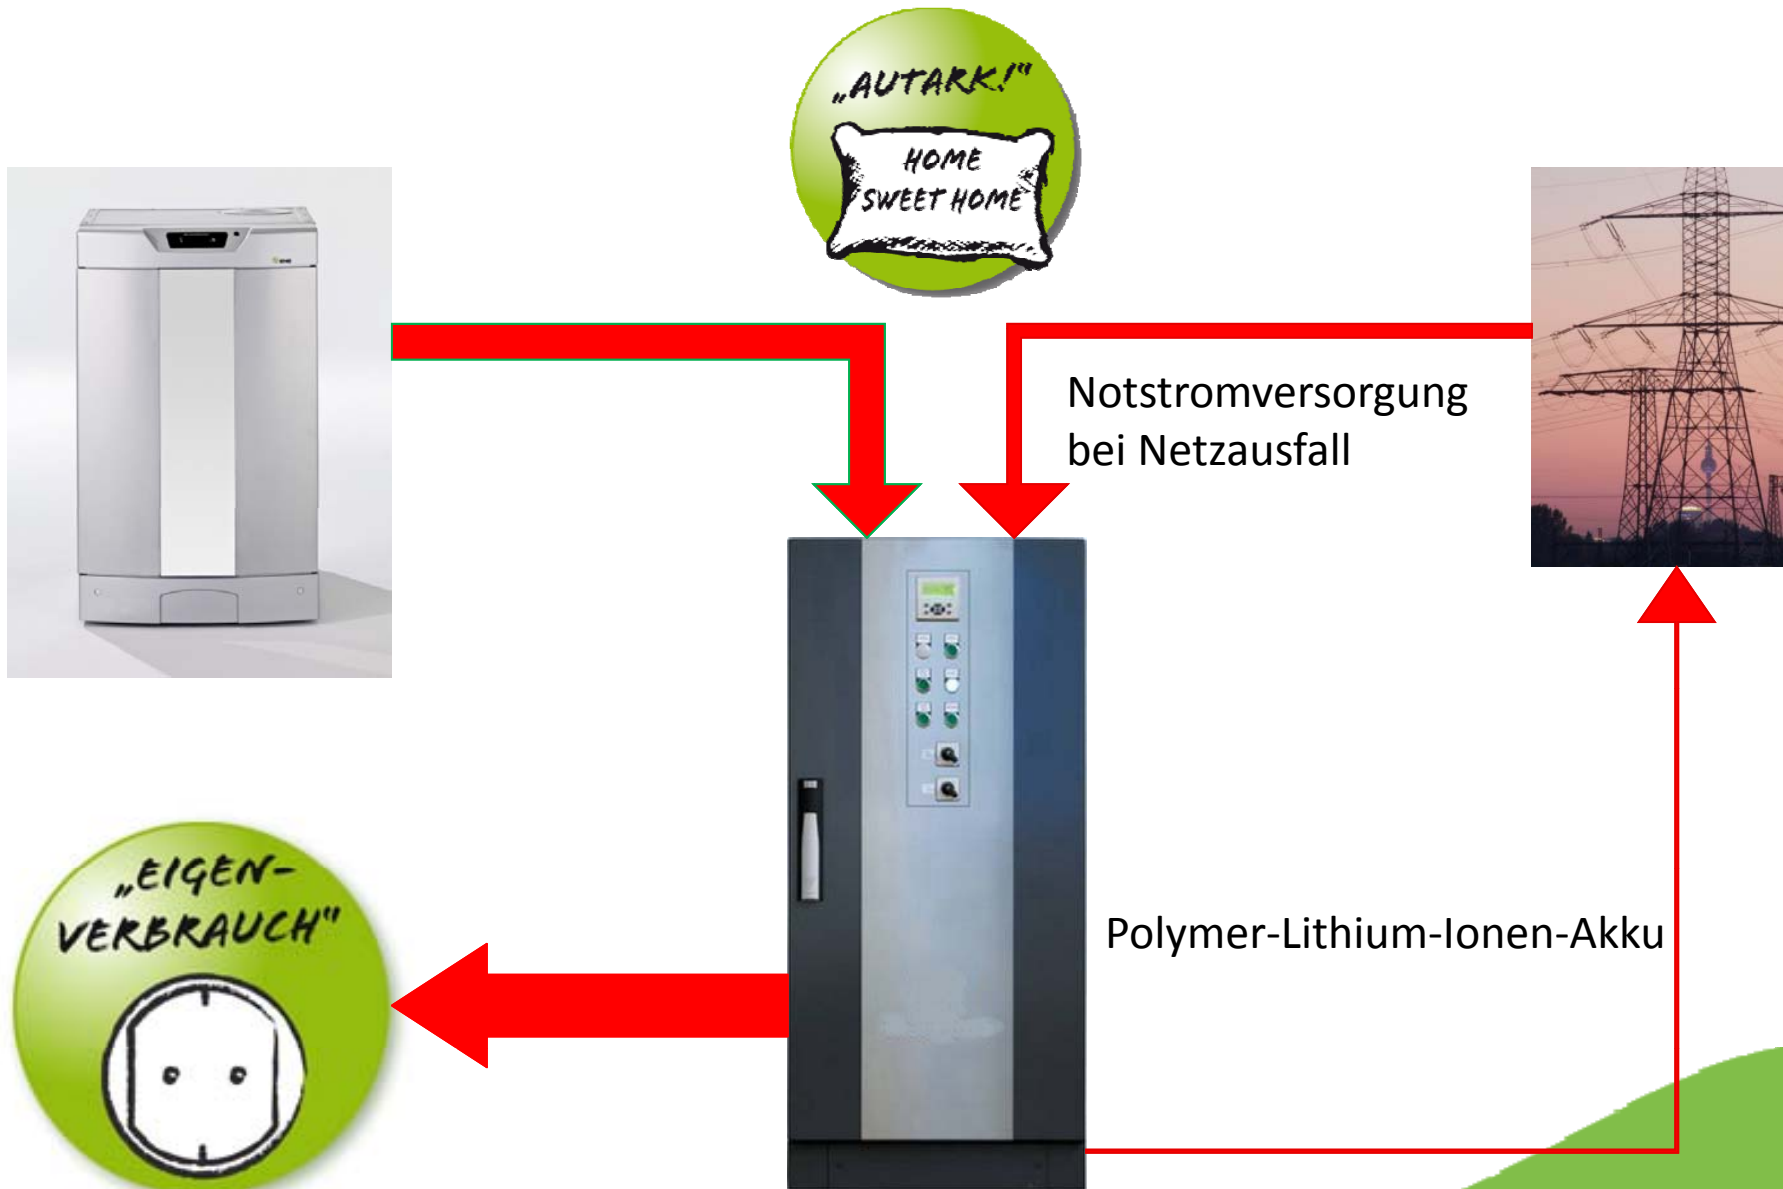 „AUTARK!“
HOME
SWEET HOME
Notstromversorgung
bei Netzausfall
„EIGEN-
VERBRAUCH“
Polymer-Lithium-Ionen-Akku